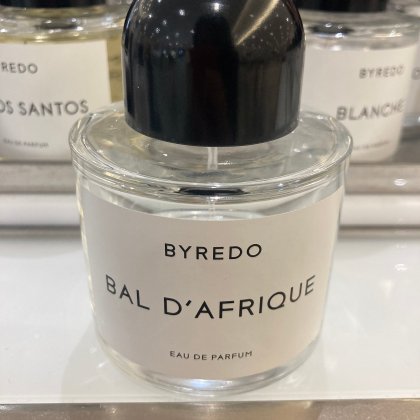 BYREDO
OS SANTOS
EAU DE PARFUM
BYREDO
BLANCHE
BYREDO
BAL D'AFRIQUE
EAU DE PARFUM